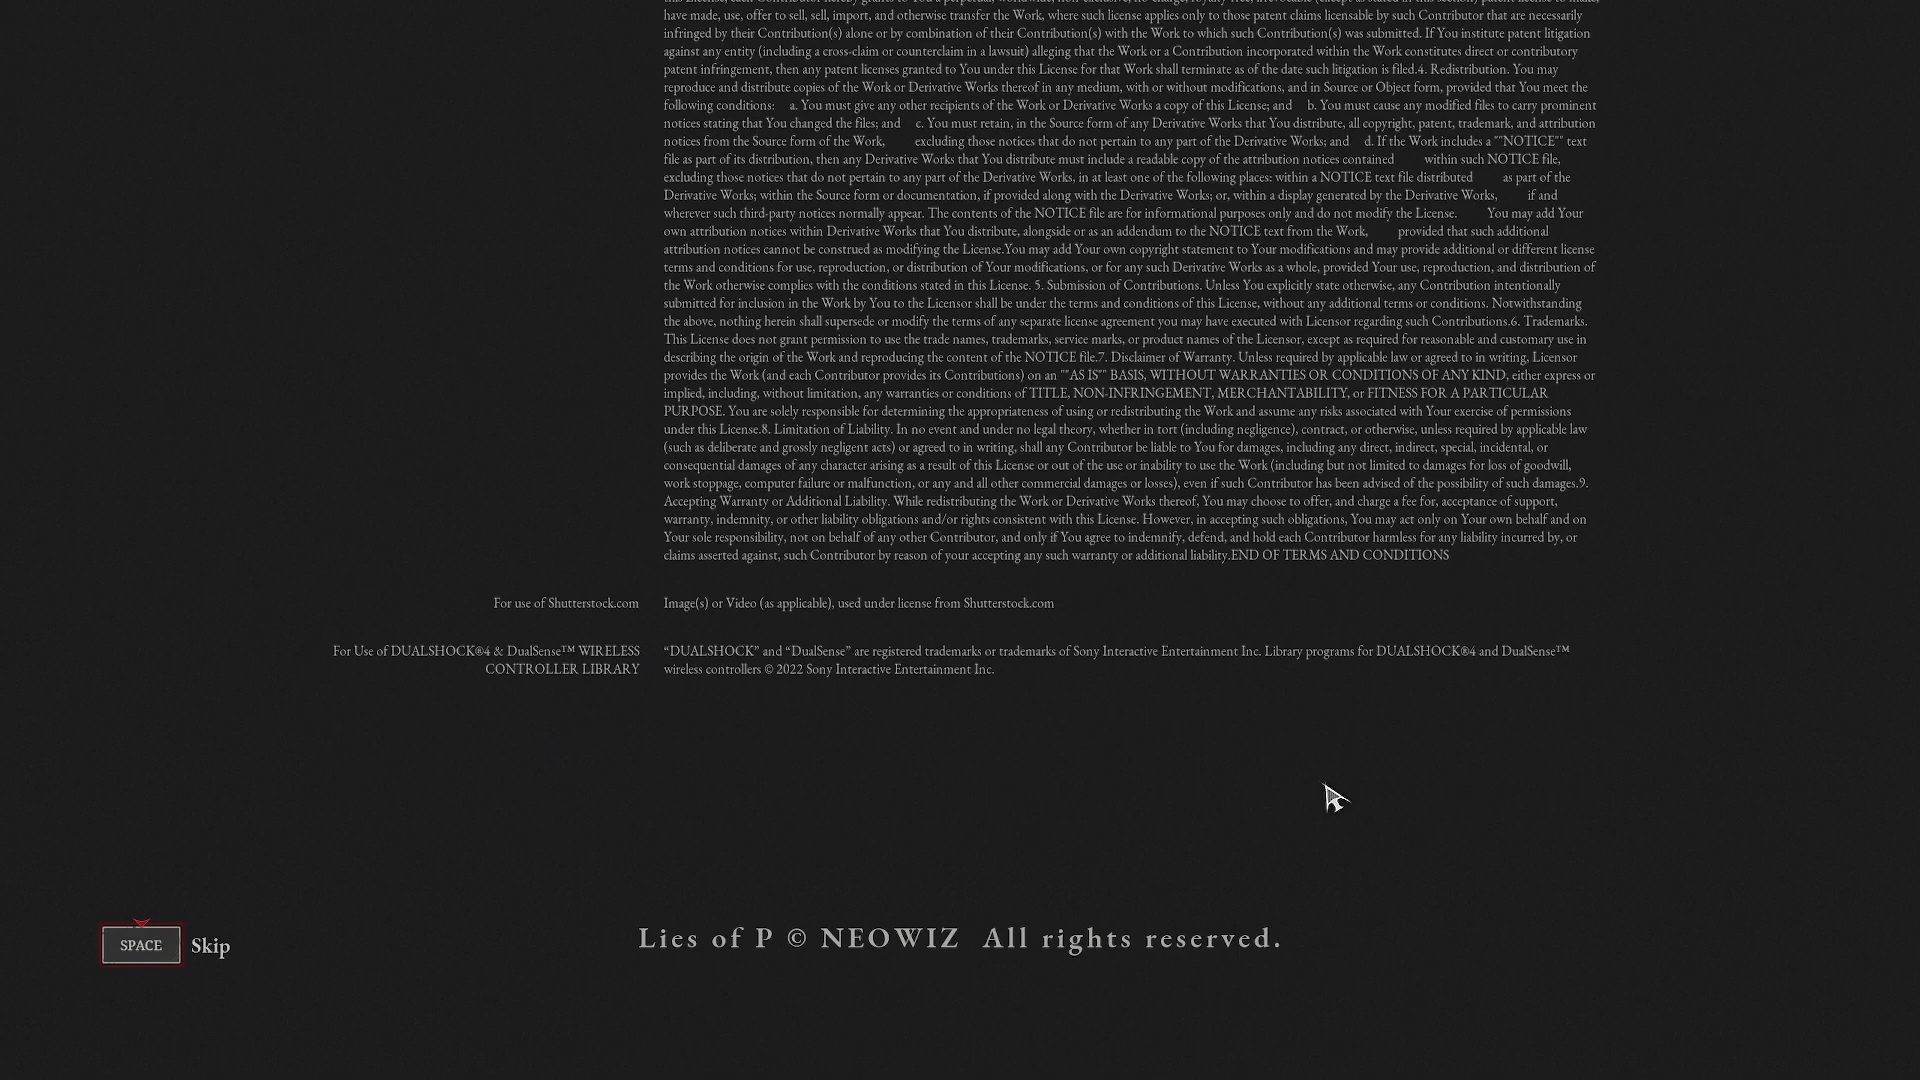 have made, use, offer to sell, sell, import, and otherwise transfer the Work, where such license applies only to those patent claims licensable by such Contributor that are necessarily
infringed by their Contribution(s) alone or by combination of their Contribution(s) with the Work to which such Contribution(s) was submitted. If You institute patent litigation
against any entity (including a cross-claim or counterclaim in a lawsuit) alleging that the Work or a Contribution incorporated within the Work constitutes direct or contributory
patent infringement, then any patent licenses granted to You under this License for that Work shall terminate as of the date such litigation is filed.4. Redistribution. You may
reproduce and distribute copies of the Work or Derivative Works thereof in any medium, with or without modifications, and in Source or Object form, provided that You meet the
following conditions:     a. You must give any other recipients of the Work or Derivative Works a copy of this License; and     b. You must cause any modified files to carry prominent
notices stating that You changed the files; and     c. You must retain, in the Source form of any Derivative Works that You distribute, all copyright, patent, trademark, and attribution
notices from the Source form of the Work,         excluding those notices that do not pertain to any part of the Derivative Works; and     d. If the Work includes a ""NOTICE"" text
file as part of its distribution, then any Derivative Works that You distribute must include a readable copy of the attribution notices contained         within such NOTICE file,
excluding those notices that do not pertain to any part of the Derivative Works, in at least one of the following places: within a NOTICE text file distributed         as part of the
Derivative Works; within the Source form or documentation, if provided along with the Derivative Works; or, within a display generated by the Derivative Works,         if and
wherever such third-party notices normally appear. The contents of the NOTICE file are for informational purposes only and do not modify the License.         You may add Your
own attribution notices within Derivative Works that You distribute, alongside or as an addendum to the NOTICE text from the Work,         provided that such additional
attribution notices cannot be construed as modifying the License.You may add Your own copyright statement to Your modifications and may provide additional or different license
terms and conditions for use, reproduction, or distribution of Your modifications, or for any such Derivative Works as a whole, provided Your use, reproduction, and distribution of
the Work otherwise complies with the conditions stated in this License. 5. Submission of Contributions. Unless You explicitly state otherwise, any Contribution intentionally
submitted for inclusion in the Work by You to the Licensor shall be under the terms and conditions of this License, without any additional terms or conditions. Notwithstanding
the above, nothing herein shall supersede or modify the terms of any separate license agreement you may have executed with Licensor regarding such Contributions.6. Trademarks.
This License does not grant permission to use the trade names, trademarks, service marks, or product names of the Licensor, except as required for reasonable and customary use in
describing the origin of the Work and reproducing the content of the NOTICE file.7. Disclaimer of Warranty. Unless required by applicable law or agreed to in writing, Licensor
provides the Work (and each Contributor provides its Contributions) on an ""AS IS"" BASIS, WITHOUT WARRANTIES OR CONDITIONS OF ANY KIND, either express or
implied, including, without limitation, any warranties or conditions of TITLE, NON-INFRINGEMENT, MERCHANTABILITY, or FITNESS FOR A PARTICULAR
PURPOSE. You are solely responsible for determining the appropriateness of using or redistributing the Work and assume any risks associated with Your exercise of permissions
under this License.8. Limitation of Liability. In no event and under no legal theory, whether in tort (including negligence), contract, or otherwise, unless required by applicable law
(such as deliberate and grossly negligent acts) or agreed to in writing, shall any Contributor be liable to You for damages, including any direct, indirect, special, incidental, or
consequential damages of any character arising as a result of this License or out of the use or inability to use the Work (including but not limited to damages for loss of goodwill,
work stoppage, computer failure or malfunction, or any and all other commercial damages or losses), even if such Contributor has been advised of the possibility of such damages.9.
Accepting Warranty or Additional Liability. While redistributing the Work or Derivative Works thereof, You may choose to offer, and charge a fee for, acceptance of support,
warranty, indemnity, or other liability obligations and/or rights consistent with this License. However, in accepting such obligations, You may act only on Your own behalf and on
Your sole responsibility, not on behalf of any other Contributor, and only if You agree to indemnify, defend, and hold each Contributor harmless for any liability incurred by, or
claims asserted against, such Contributor by reason of your accepting any such warranty or additional liability.END OF TERMS AND CONDITIONS
For use of Shutterstock.com
Image(s) or Video (as applicable), used under license from Shutterstock.com
For Use of DUALSHOCK®4 & DualSense™ WIRELESS
CONTROLLER LIBRARY
“DUALSHOCK” and “DualSense” are registered trademarks or trademarks of Sony Interactive Entertainment Inc. Library programs for DUALSHOCK®4 and DualSense™
wireless controllers © 2022 Sony Interactive Entertainment Inc.
Lies of P © NEOWIZ  All rights reserved.
SPACE Skip